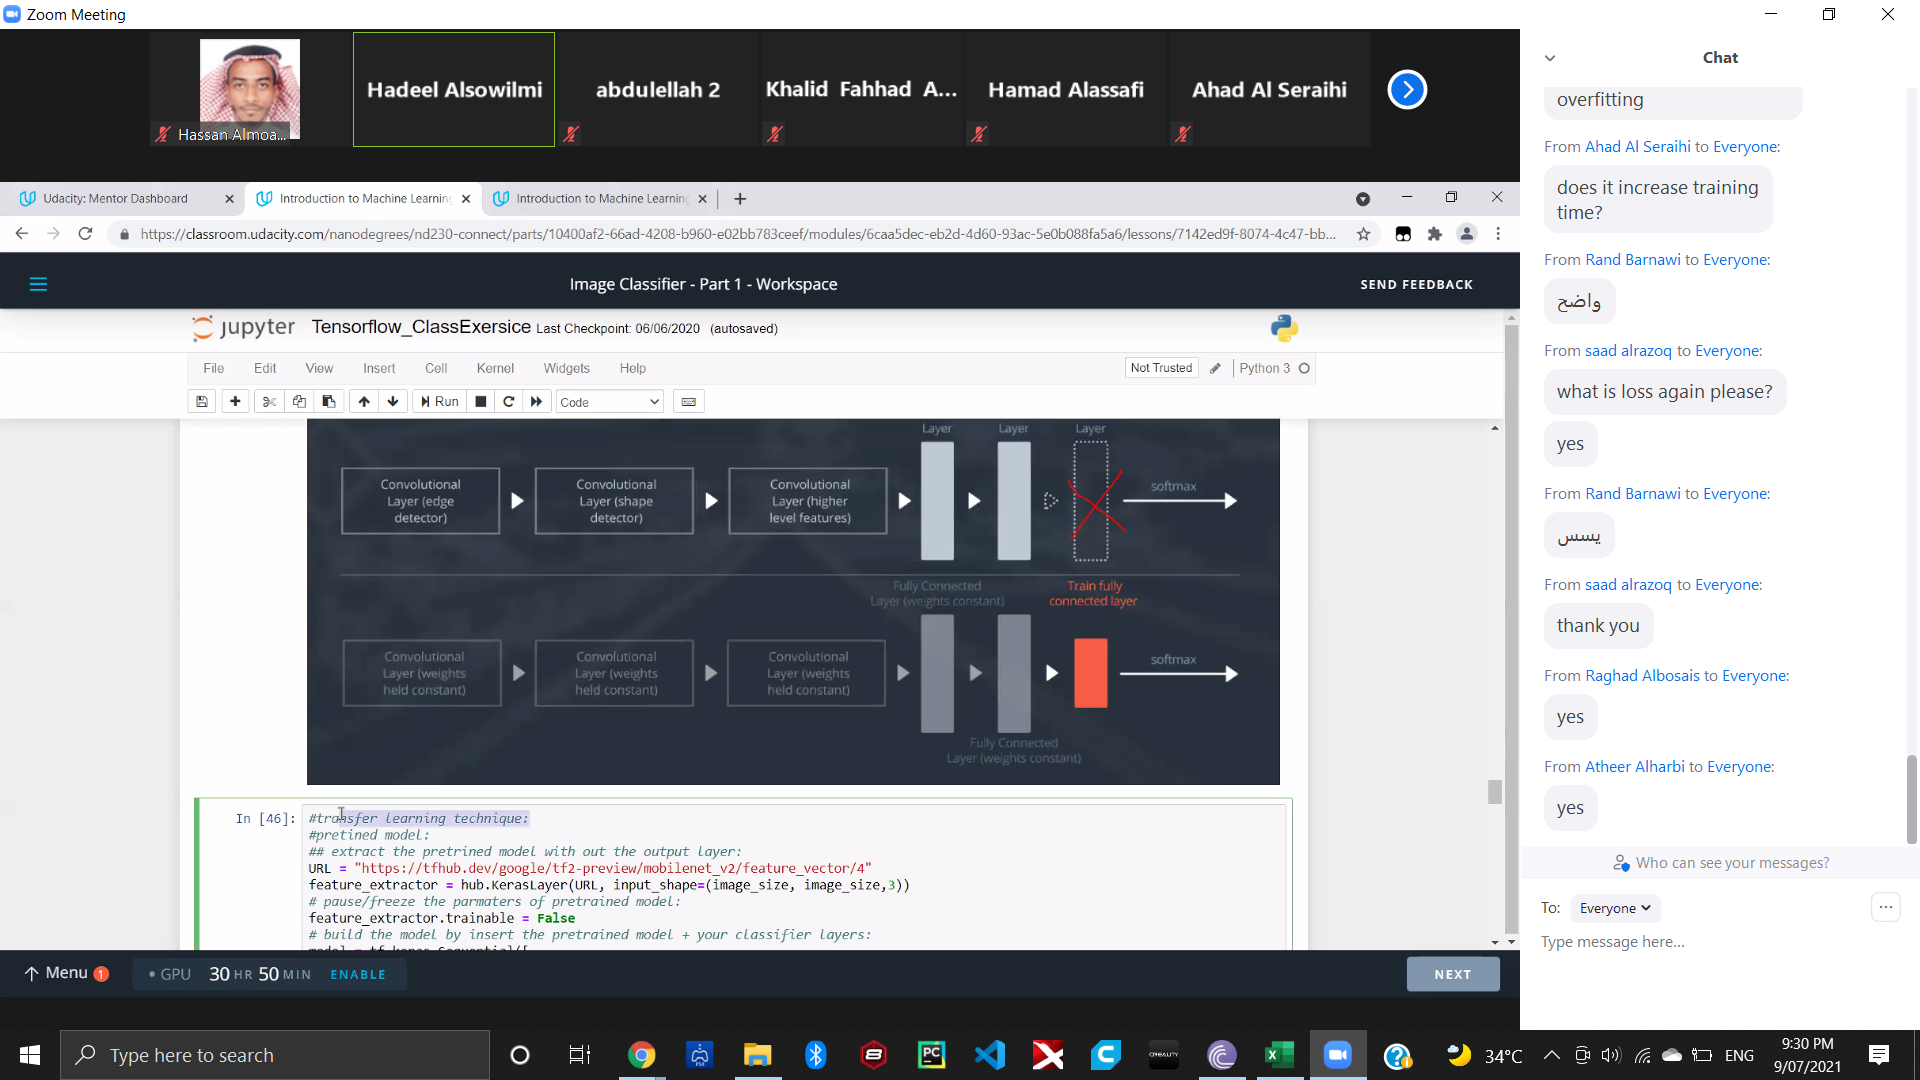 Zoom Meeting
Hassan Almoa...
Hadeel Alsowilmi
abdulellah 2
Khalid Fahhad A...
Hamad Alassafi
Ahad Al Seraihi
Udacity: Mentor Dashboard
Introduction to Machine Learning
Introduction to Machine Learning
https://classroom.udacity.com/nanodegrees/nd230-connect/parts/10400af2-66ad-4208-b960-e02bb783ceef/modules/6caa5dec-eb2d-4d60-93ac-5e0b088fa5a6/lessons/7142ed9f-8074-4c47-bb...
Image Classifier - Part 1 - Workspace
SEND FEEDBACK
jupyter Tensorflow_ClassExersice Last Checkpoint: 06/06/2020 (autosaved)
File Edit View Insert Cell Kernel Widgets Help
Not Trusted
Python 3
Run
Code
Layer
Layer
Layer
Convolutional
Layer (edge
detector)
Convolutional
Layer (shape
detector)
Convolutional
Layer (higher
level features)
softmax
Fully Connected
Layer (weights constant)
Train fully
connected layer
Convolutional
Layer (weights
held constant)
Convolutional
Layer (weights
held constant)
Convolutional
Layer (weights
held constant)
softmax
Fully Connected
Layer (weights constant)
In [46]:
#transfer learning technique:
#pretined model:
## extract the pretrined model with out the output layer:
URL = "https://tfhub.dev/google/tf2-preview/mobilenet_v2/feature_vector/4"
feature_extractor = hub.KerasLayer(URL, input_shape=(image_size, image_size,3))
# pause/freeze the parmaters of pretrained model:
feature_extractor.trainable = False
# build the model by insert the pretrained model + your classifier layers:
model = tf.keras.Sequential([
Menu 1
GPU 30 HR 50 MIN ENABLE
NEXT
Chat
overfitting
From Ahad Al Seraihi to Everyone:
does it increase training
time?
From Rand Barnawi to Everyone:
واضح
From saad alrazoq to Everyone:
what is loss again please?
yes
From Rand Barnawi to Everyone:
يسس
From saad alrazoq to Everyone:
thank you
From Raghad Albosais to Everyone:
yes
From Atheer Alharbi to Everyone:
yes
Who can see your messages?
To: Everyone
Type message here...
Type here to search
34°C
ENG
9:30 PM
9/07/2021